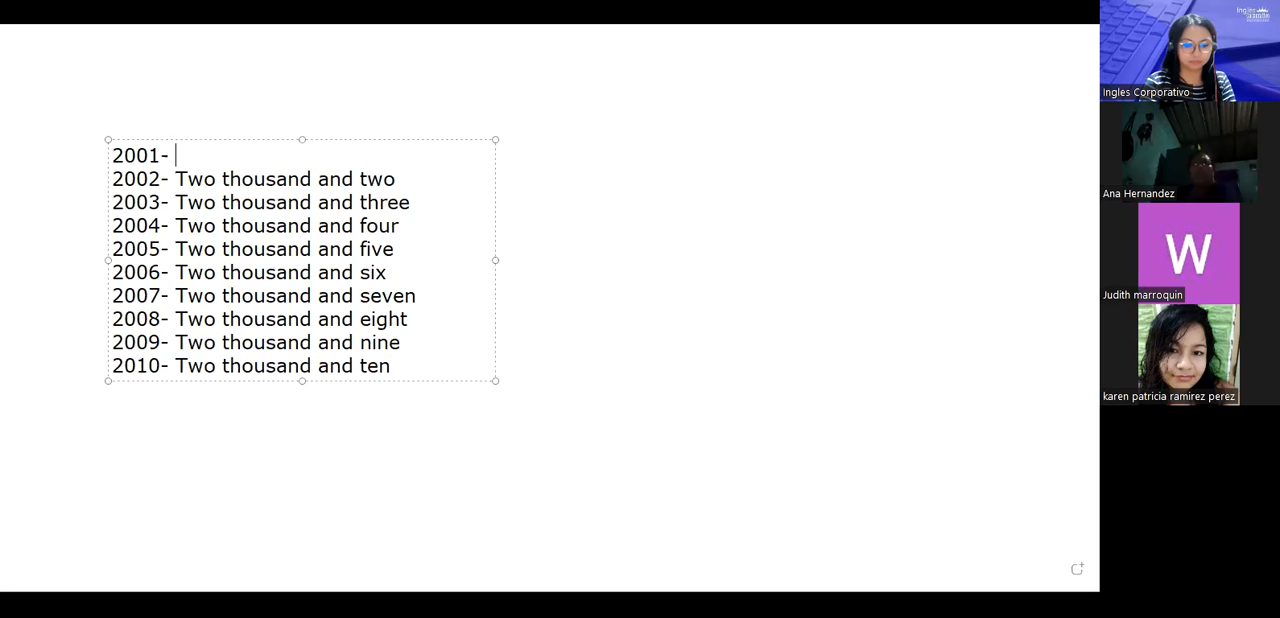 2001-
2002- Two thousand and two
2003- Two thousand and three
2004- Two thousand and four
2005- Two thousand and five
2006- Two thousand and six
2007- Two thousand and seven
2008- Two thousand and eight
2009- Two thousand and nine
2010- Two thousand and ten
Ingles
Ingles Corporativo
Ana Hernandez
W
Judith marroquin
karen patricia ramirez perez